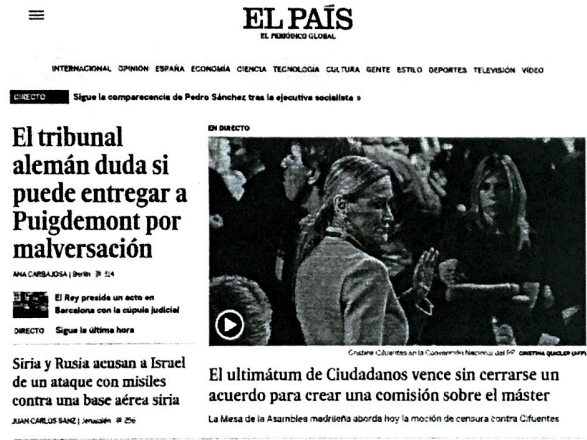 EL PAÍS
EL PERIÓDICO GLOBAL
INTERNACIONAL OPINIÓN ESPAÑA ECONOMÍA CIENCIA TECNOLOGÍA CULTURA GENTE ESTILO DEPORTES TELEVISIÓN VÍDEO
DIRECTO Sigue la comparecencia de Pedro Sánchez tras la ejecutiva socialista »
El tribunal
alemán duda si
puede entregar a
Puigdemont por
malversación
ANA CARBAJOSA | Berlín
El Rey preside un acto en
Barcelona con la cúpula judicial
DIRECTO Sigue la última hora
Siria y Rusia acusan a Israel
de un ataque con misiles
contra una base aérea siria
JUAN CARLOS SANZ | Jerusalén 256
EN DIRECTO
Cristina Cifuentes en la Convención Nacional del PP. CRISTINA QUICLER (AFP)
El ultimátum de Ciudadanos vence sin cerrarse un
acuerdo para crear una comisión sobre el máster
La Mesa de la Asamblea madrileña aborda hoy la moción de censura contra Cifuentes